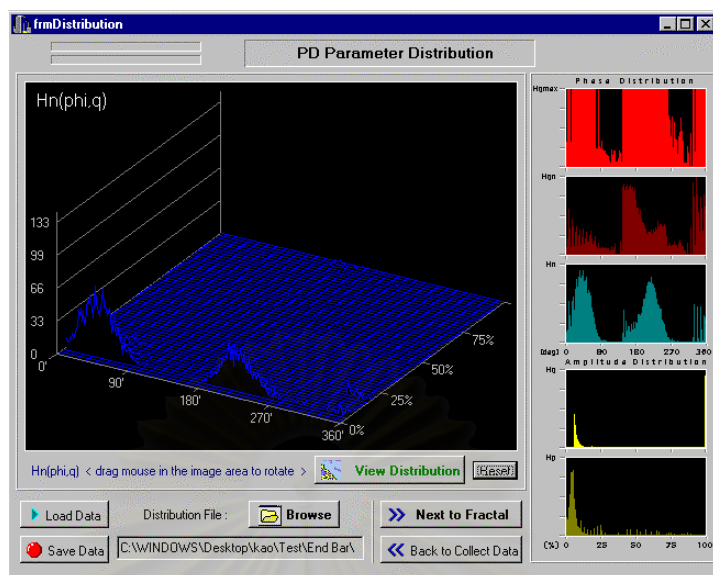 frmDistribution
PD Parameter Distribution
Hn(phi,q)
133
99
66
33
0
0'
90'
180'
270'
360'
0%
25%
50%
75%
Phase Distribution
Hqmax
Hqn
Hn
(deg) 0 90 180 270 360
Amplitude Distribution
Hq
Hp
(%) 0 25 50 75 100
Hn(phi,q) < drag mouse in the image area to rotate >
View Distribution
Reset
Load Data
Distribution File :
Browse
Next to Fractal
Save Data
C:\WINDOWS\Desktop\kao\Test\End Bar\
Back to Collect Data